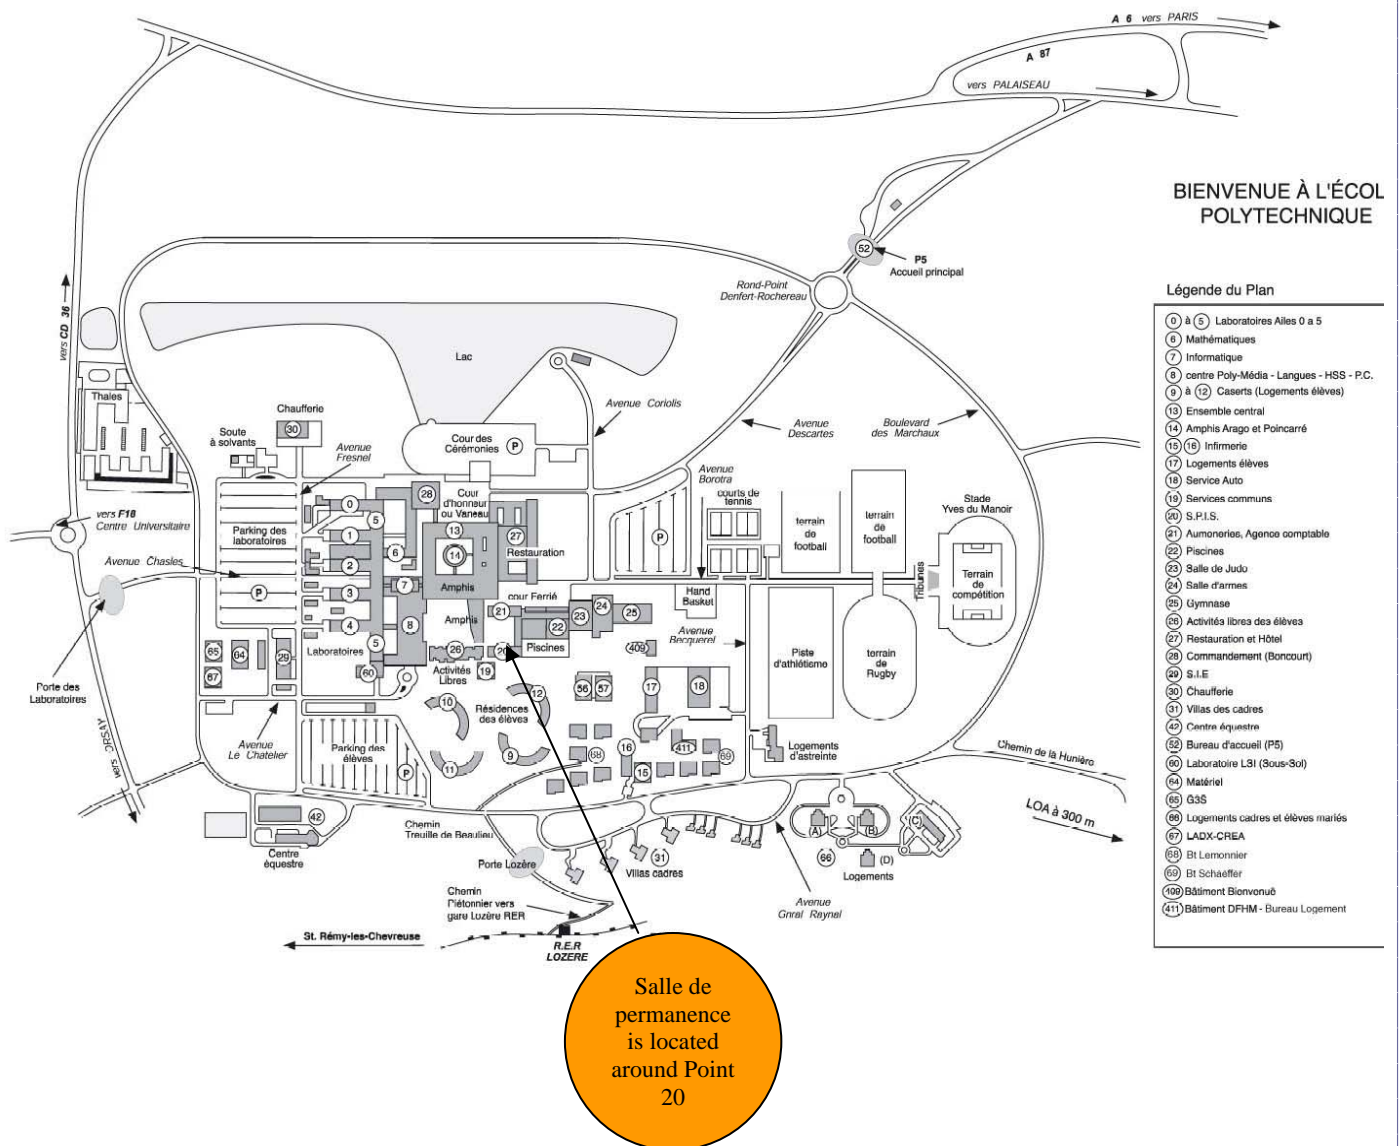 A 6 vers PARIS
A 87
vers PALAISEAU
BIENVENUE À L'ÉCOL
POLYTECHNIQUE
52
P5
Accueil principal
Rond-Point
Denfert-Rochereau
vers CD 36
Lac
Thales
Chaufferie
30
Soute
à solvants
Avenue
Fresnel
Cour des
Cérémonies
P
Avenue Coriolis
Avenue
Descartes
Boulevard
des Marchaux
Avenue
Borotra
courts de
tennis
terrain
de
football
terrain
de
football
Stade
Yves du Manoir
Terrain
de
compétition
Tribunes
vers F18
Centre Universitaire
Parking des
laboratoires
Avenue Chasles
P
0
5
1
2
3
4
5
6
7
8
28
Cour
d'honneur
ou Vaneau
13
14
27
Restauration
Amphis
cour Ferrié
Amphis
21
22
23
24
25
Piscines
P
Hand
Basket
Avenue
Becquerel
Piste
d'athlétisme
terrain
de
Rugby
65
64
67
29
Laboratoires
60
26
Activités
Libres
20
19
409
Porte des
Laboratoires
vers ORSAY
Avenue
Le Chatelier
Parking des
élèves
P
10
Résidences
des élèves
12
11
9
56
57
17
18
68
16
15
411
69
Logements
d'astreinte
Chemin de la Hunière
LOA à 300 m
42
Centre
équestre
Chemin
Treuille de Beaulieu
Porte Lozère
31
Villas cadres
(A)
(B)
(C)
(D)
66
Logements
Avenue
Gnral Raynal
Chemin
Piétonnier vers
gare Lozère RER
St. Rémy-les-Chevreuse
R.E.R
LOZERE
Salle de
permanence
is located
around Point
20
Légende du Plan
0 à 5 Laboratoires Ailes 0 a 5
6 Mathématiques
7 Informatique
8 centre Poly-Média - Langues - HSS - P.C.
9 à 12 Caserts (Logements élèves)
13 Ensemble central
14 Amphis Arago et Poincarré
15 16 Infirmerie
17 Logements élèves
18 Service Auto
19 Services communs
20 S.P.I.S.
21 Aumoneries, Agence comptable
22 Piscines
23 Salle de Judo
24 Salle d'armes
25 Gymnase
26 Activités libres des élèves
27 Restauration et Hôtel
28 Commandement (Boncourt)
29 S.I.E
30 Chaufferie
31 Villas des cadres
42 Centre équestre
52 Bureau d'accueil (P5)
60 Laboratoire L3I (Sous-Sol)
64 Matériel
65 G3S
66 Logements cadres et élèves mariés
67 LADX-CREA
68 Bt Lemonnier
69 Bt Schaeffer
409 Bâtiment Bienvenue
411 Bâtiment DFHM - Bureau Logement